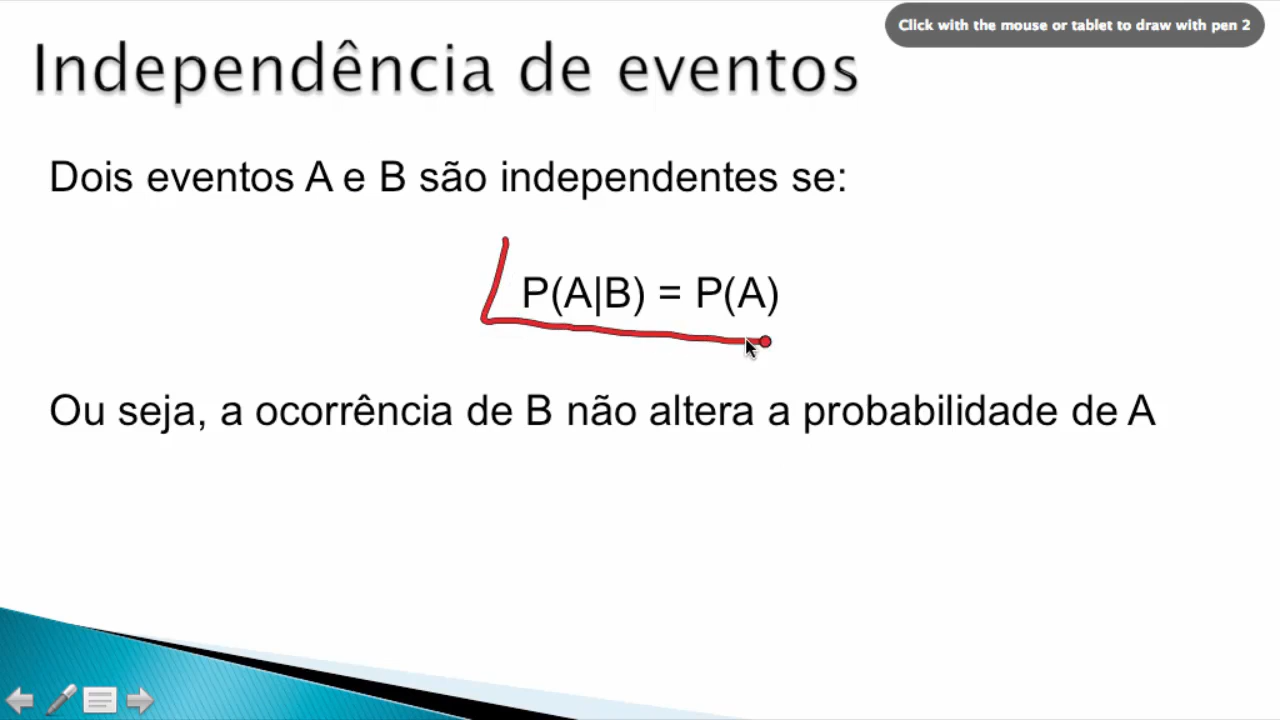 Click with the mouse or tablet to draw with pen 2
Independência de eventos
Dois eventos A e B são independentes se:
P(A|B) = P(A)
Ou seja, a ocorrência de B não altera a probabilidade de A